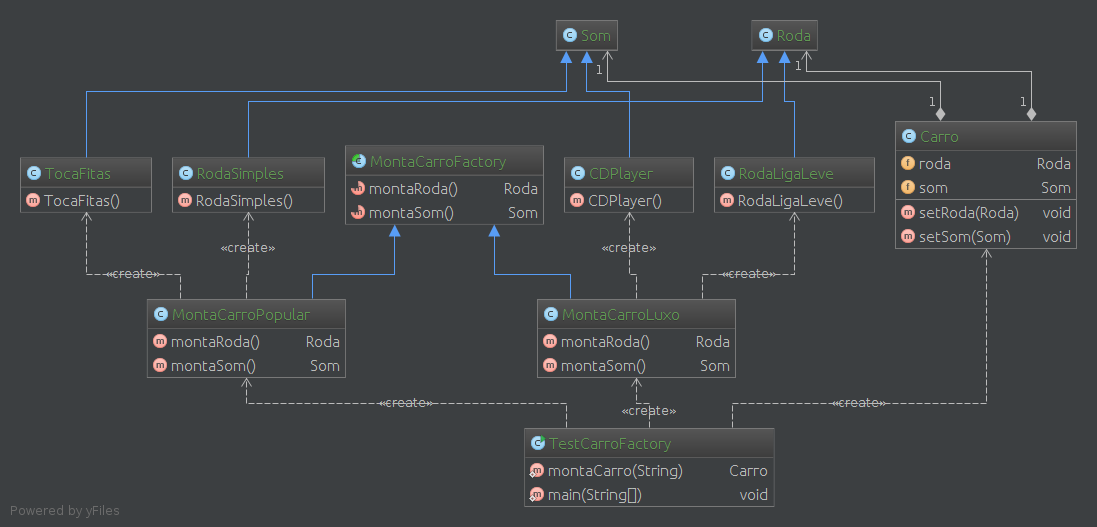 Som
Roda
1
1
1
1
Carro
roda Roda
som Som
setRoda(Roda) void
setSom(Som) void
TocaFitas
TocaFitas()
RodaSimples
RodaSimples()
MontaCarroFactory
montaRoda() Roda
montaSom() Som
CDPlayer
CDPlayer()
RodaLigaLeve
RodaLigaLeve()
«create»
«create»
«create»
«create»
MontaCarroPopular
montaRoda() Roda
montaSom() Som
MontaCarroLuxo
montaRoda() Roda
montaSom() Som
«create»
«create»
«create»
TestCarroFactory
montaCarro(String) Carro
main(String[]) void
Powered by yFiles